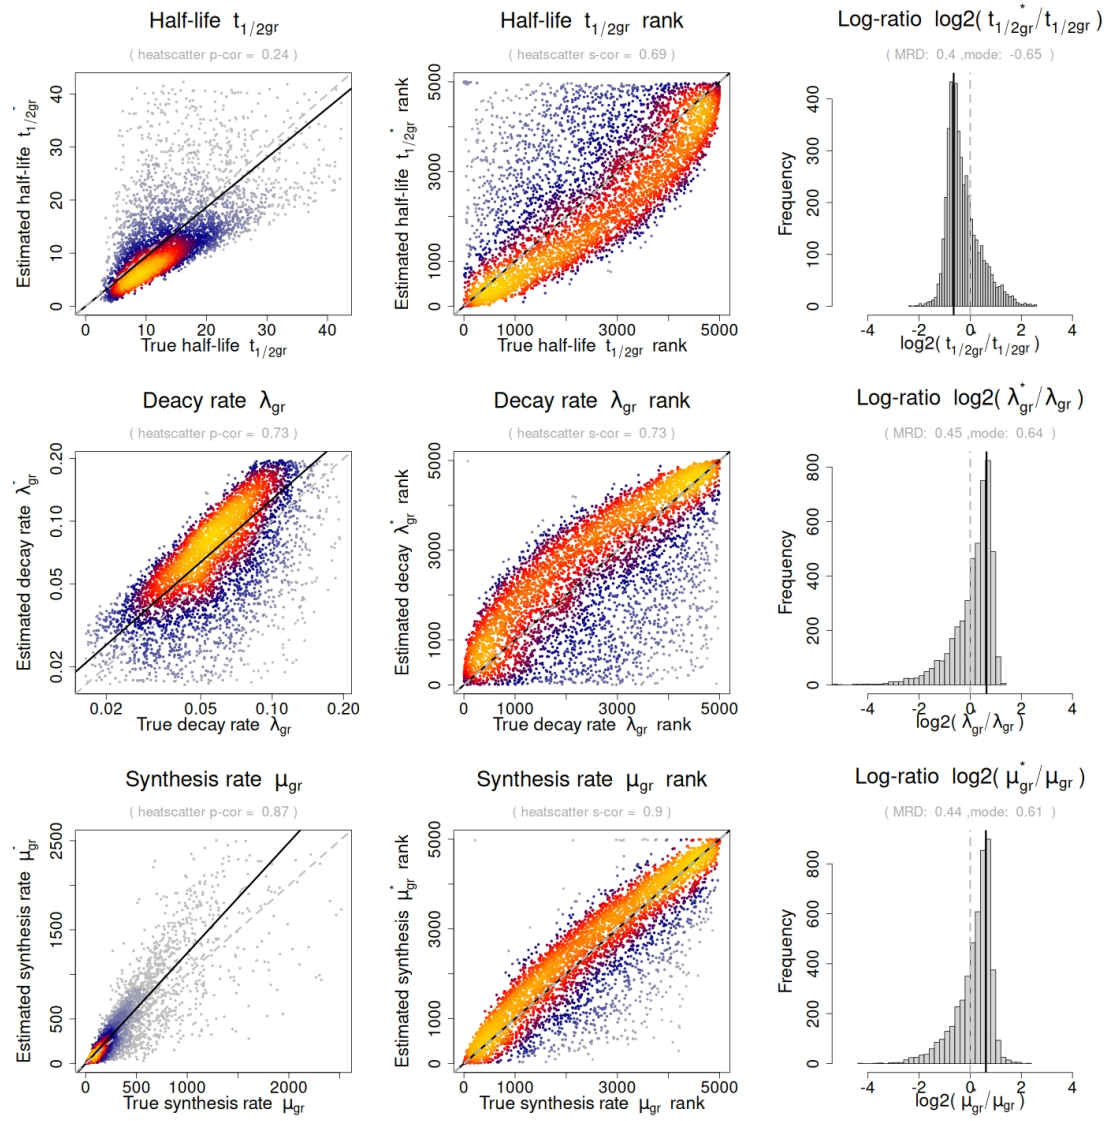 Half-life t1/2gr
( heatscatter p-cor = 0.24 )
Estimated half-life t*1/2gr
0 10 20 30 40
0 10 20 30 40
True half-life t1/2gr
Half-life t1/2gr rank
( heatscatter s-cor = 0.69 )
Estimated half-life t*1/2gr rank
0 1000 3000 5000
0 1000 3000 5000
True half-life t1/2gr rank
Log-ratio log2( t*1/2gr/t1/2gr )
( MRD: 0.4 ,mode: -0.65 )
Frequency
0 100 200 300 400
-4 -2 0 2 4
log2( t1/2gr/t1/2gr )
Deacy rate λgr
( heatscatter p-cor = 0.73 )
Estimated decay rate λ*gr
0.02 0.05 0.10 0.20
0.02 0.05 0.10 0.20
True decay rate λgr
Decay rate λgr rank
( heatscatter s-cor = 0.73 )
Estimated decay λ*gr rank
0 1000 3000 5000
0 1000 3000 5000
True decay rate λgr rank
Log-ratio log2( λ*gr/λgr )
( MRD: 0.45 ,mode: 0.64 )
Frequency
0 200 400 600 800
-4 -2 0 2 4
log2( λgr/λgr )
Synthesis rate μgr
( heatscatter p-cor = 0.87 )
Estimated synthesis rate μ*gr
0 500 1500 2500
0 500 1000 2000
True synthesis rate μgr
Synthesis rate μgr rank
( heatscatter s-cor = 0.9 )
Estimated synthesis μ*gr rank
0 1000 3000 5000
0 1000 3000 5000
True synthesis rate μgr rank
Log-ratio log2( μ*gr/μgr )
( MRD: 0.44 ,mode: 0.61 )
Frequency
0 200 400 600 800
-4 -2 0 2 4
log2( μgr/μgr )